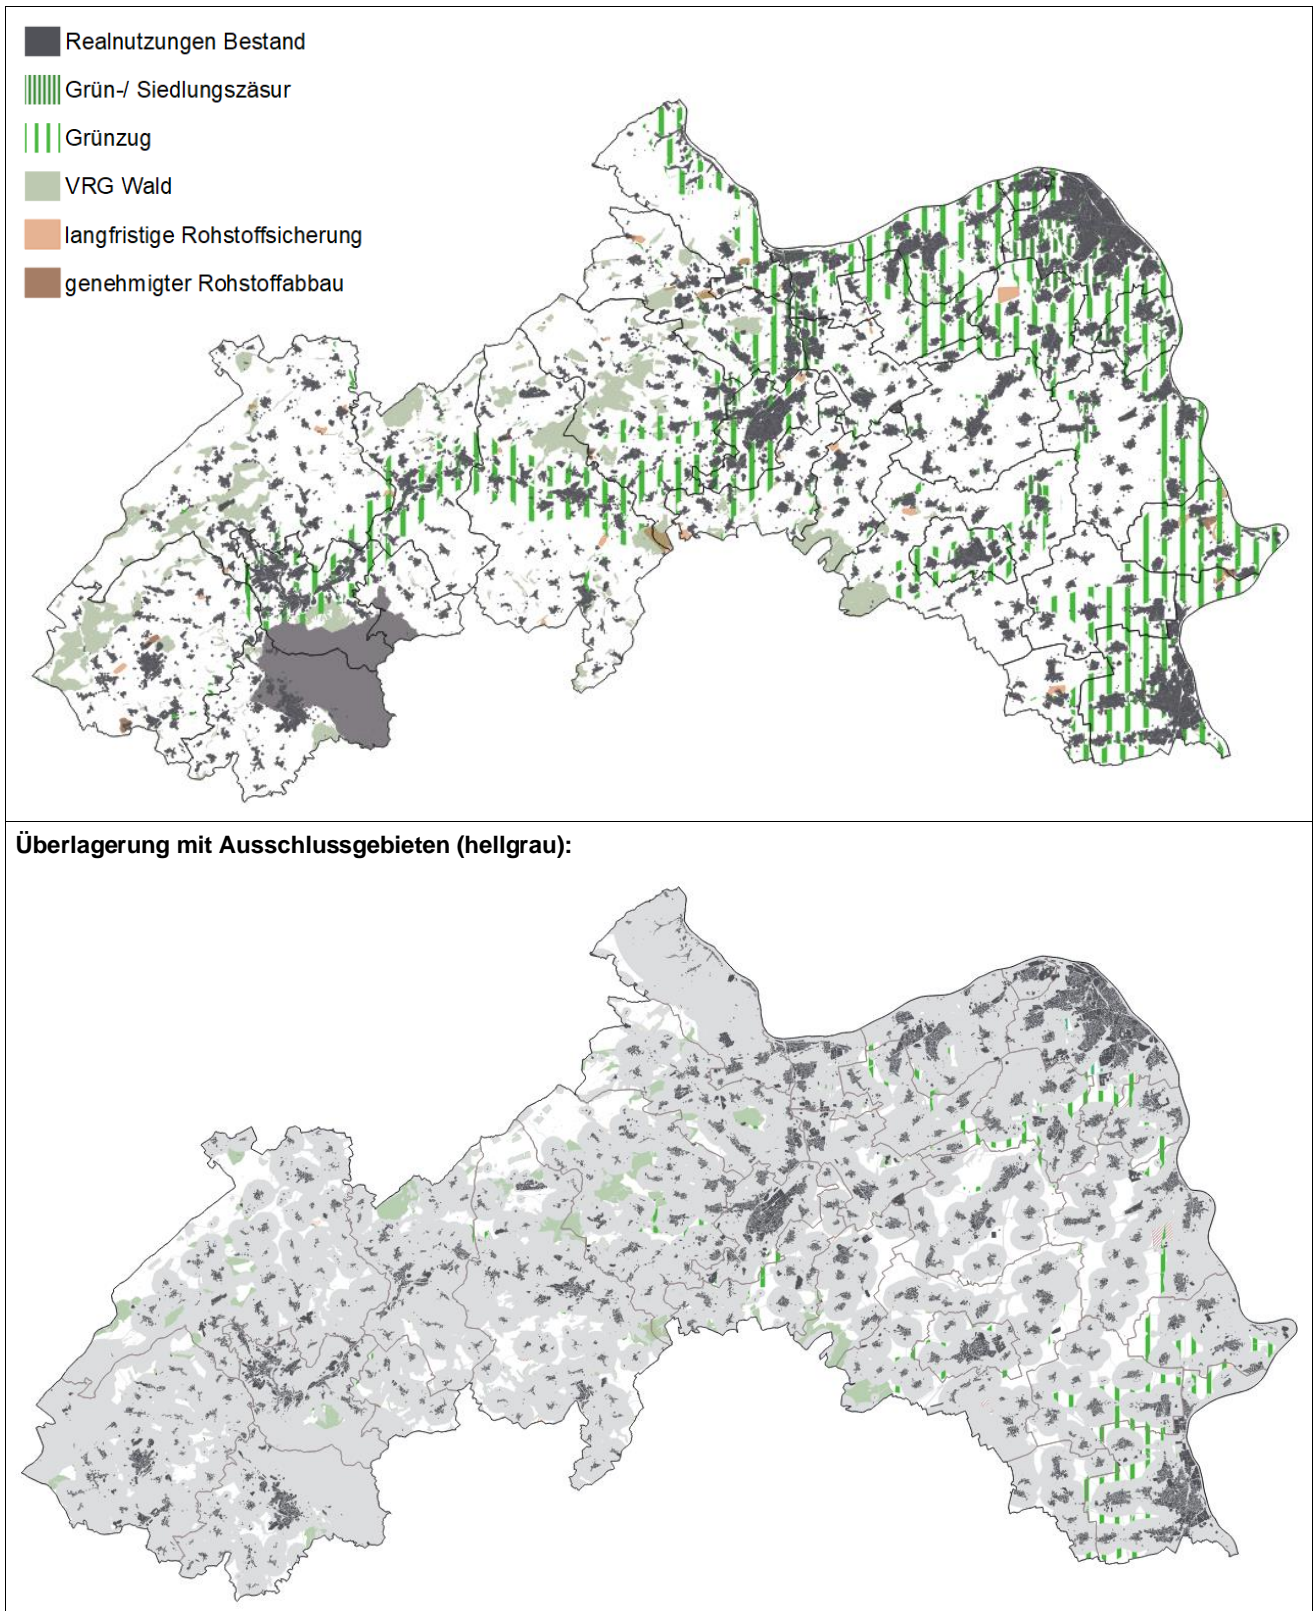 Realnutzungen Bestand
Grün-/ Siedlungszäsur
Grünzug
VRG Wald
langfristige Rohstoffsicherung
genehmigter Rohstoffabbau
Überlagerung mit Ausschlussgebieten (hellgrau):